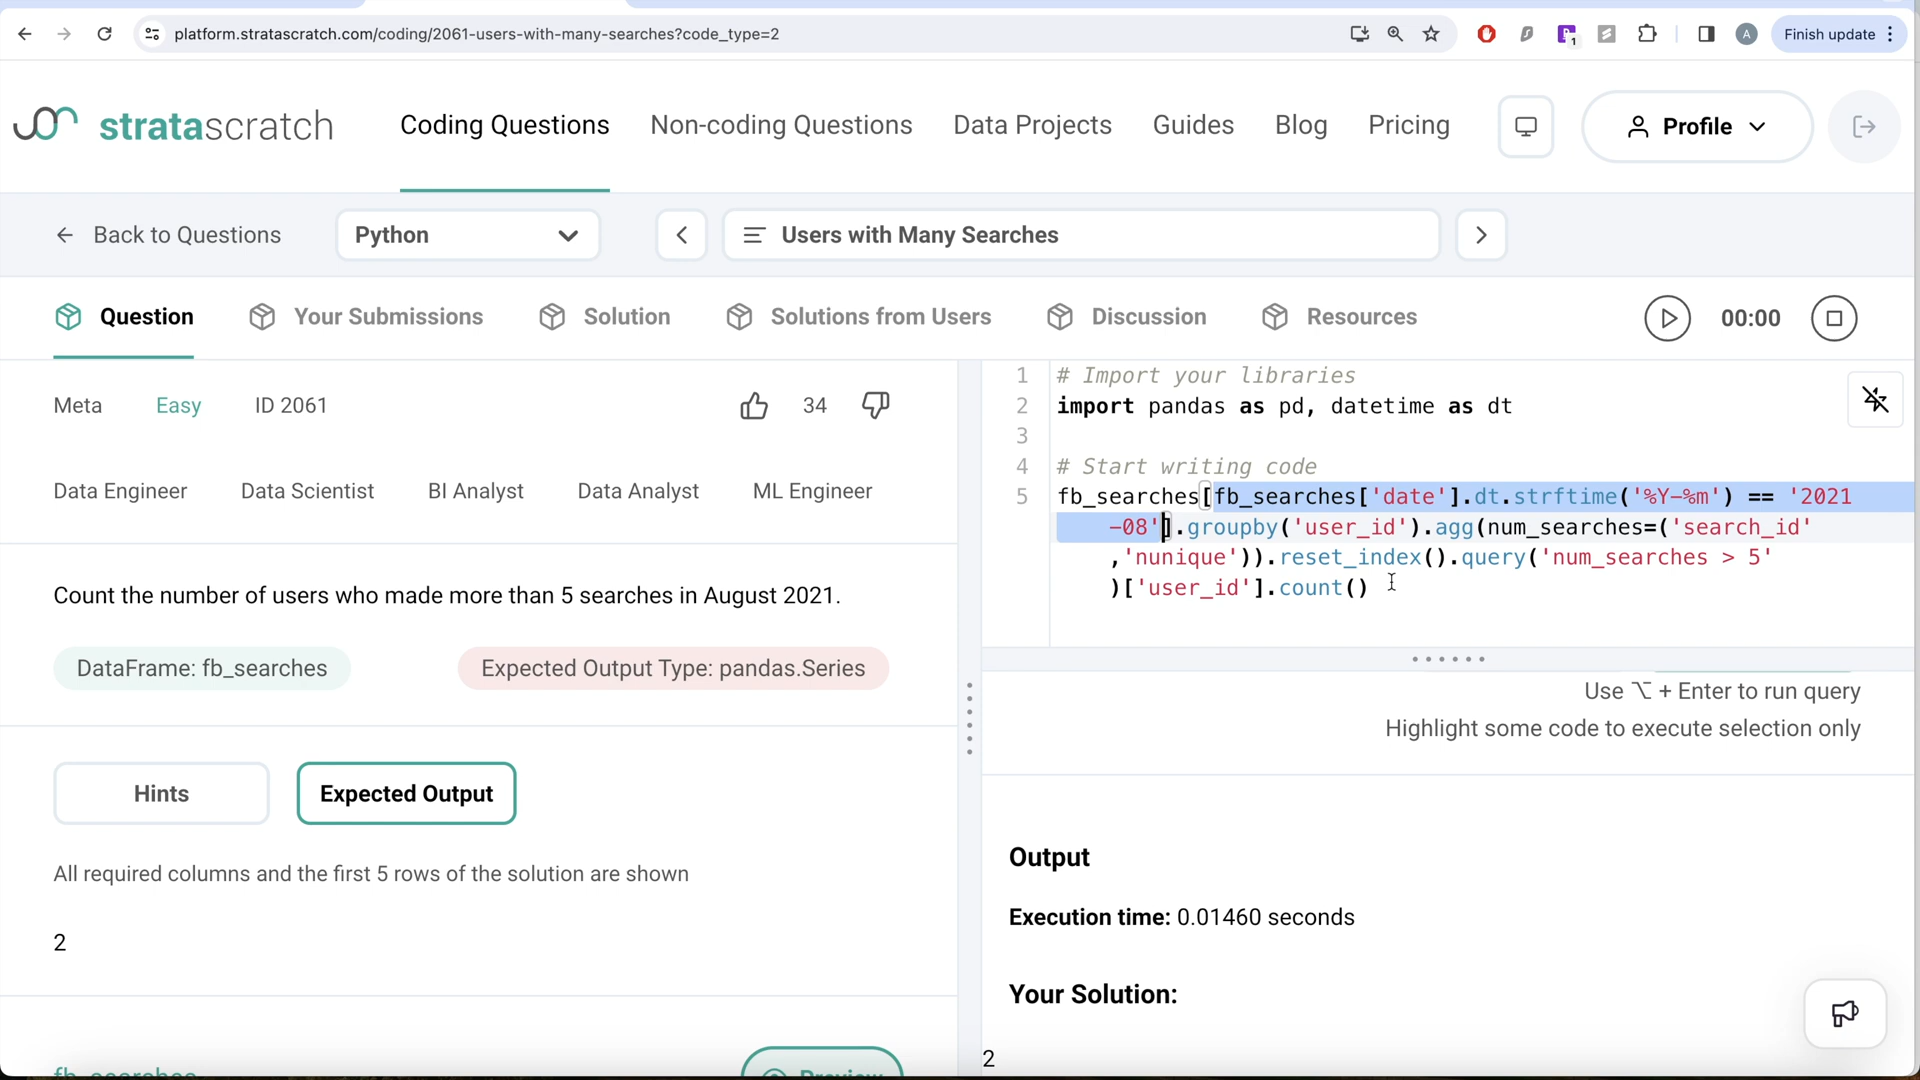 platform.stratascratch.com/coding/2061-users-with-many-searches?code_type=2
1
A
Finish update
stratascratch
Coding Questions
Non-coding Questions
Data Projects
Guides
Blog
Pricing
Profile
Back to Questions
Python
Users with Many Searches
Question
Your Submissions
Solution
Solutions from Users
Discussion
Resources
00:00
Meta
Easy
ID 2061
34
Data Engineer
Data Scientist
BI Analyst
Data Analyst
ML Engineer
Count the number of users who made more than 5 searches in August 2021.
DataFrame: fb_searches
Expected Output Type: pandas.Series
Hints
Expected Output
All required columns and the first 5 rows of the solution are shown
2
fb_searches
Preview
1 # Import your libraries
2 import pandas as pd, datetime as dt
3
4 # Start writing code
5 fb_searches[fb_searches['date'].dt.strftime('%Y-%m') == '2021
-08'].groupby('user_id').agg(num_searches=('search_id'
,'nunique')).reset_index().query('num_searches > 5'
)['user_id'].count()
Use ⌥ + Enter to run query
Highlight some code to execute selection only
Output
Execution time: 0.01460 seconds
Your Solution:
2